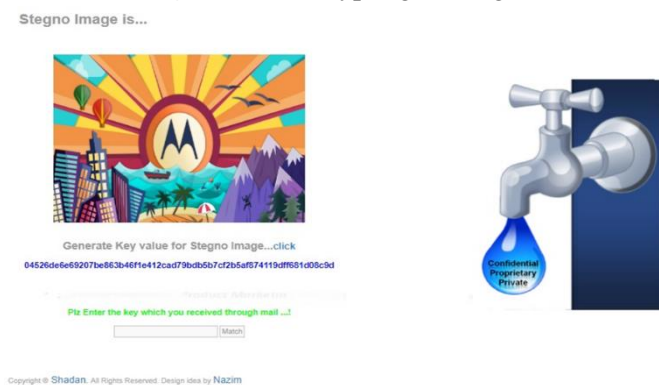 Stegno Image is...
Generate Key value for Stegno Image...click
04526de6e69207be863b46f1e412cad79bdb5b7cf2b5af874119dff681d08c9d
Plz Enter the key which you received through mail ...!
Match
Confidential
Proprietary
Private
Copyright © Shadan. All Rights Reserved. Design idea by Nazim